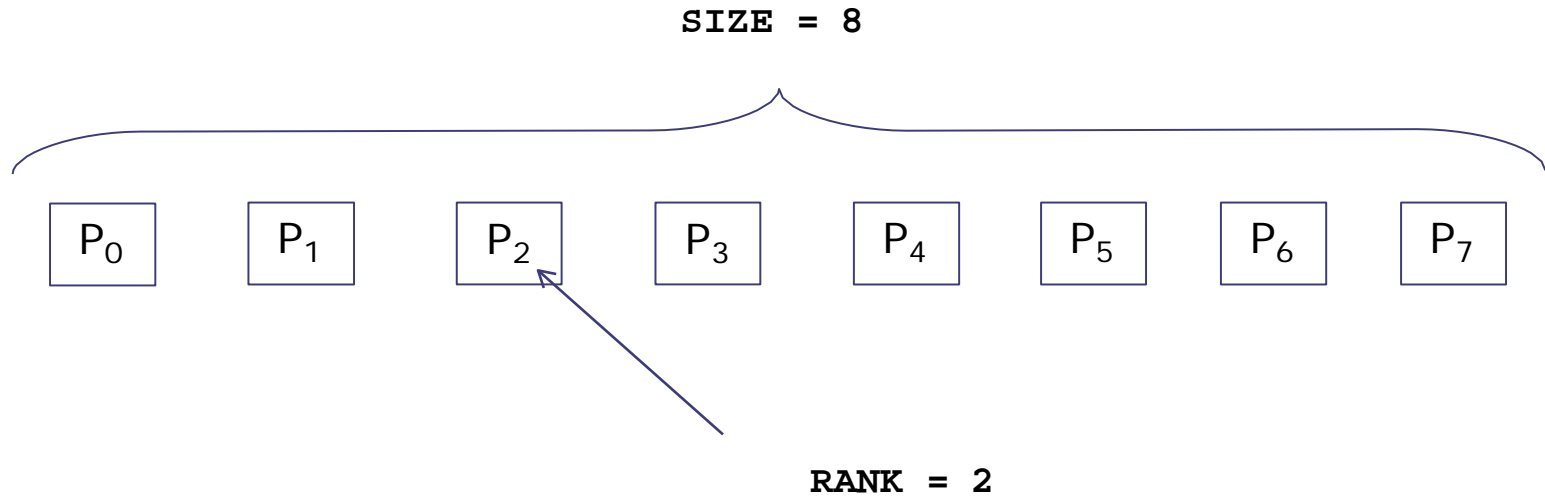 SIZE = 8
P₀ P₁ P₂ P₃ P₄ P₅ P₆ P₇
RANK = 2